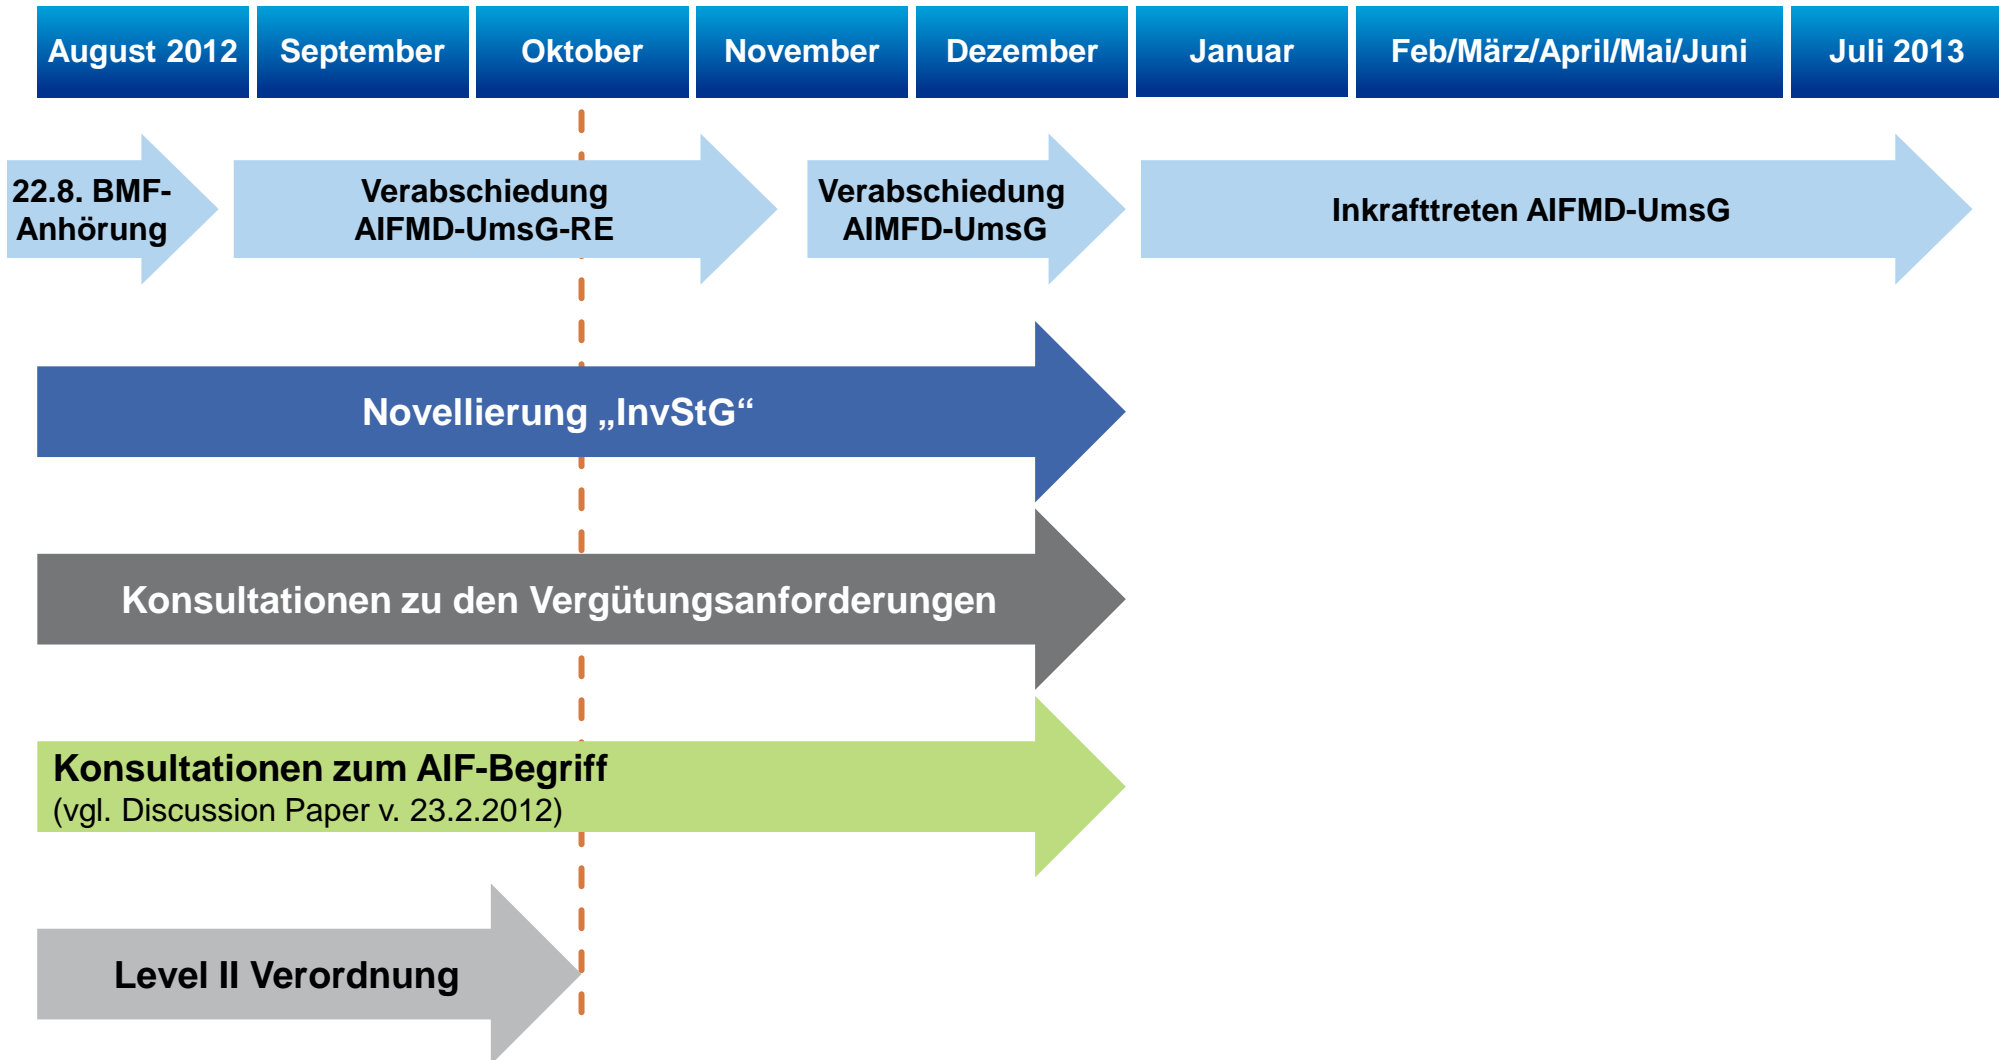 August 2012
September
Oktober
November
Dezember
Januar
Feb/März/April/Mai/Juni
Juli 2013
22.8. BMF-
Anhörung
Verabschiedung
AIFMD-UmsG-RE
Verabschiedung
AIMFD-UmsG
Inkrafttreten AIFMD-UmsG
Novellierung „InvStG“
Konsultationen zu den Vergütungsanforderungen
Konsultationen zum AIF-Begriff
(vgl. Discussion Paper v. 23.2.2012)
Level II Verordnung